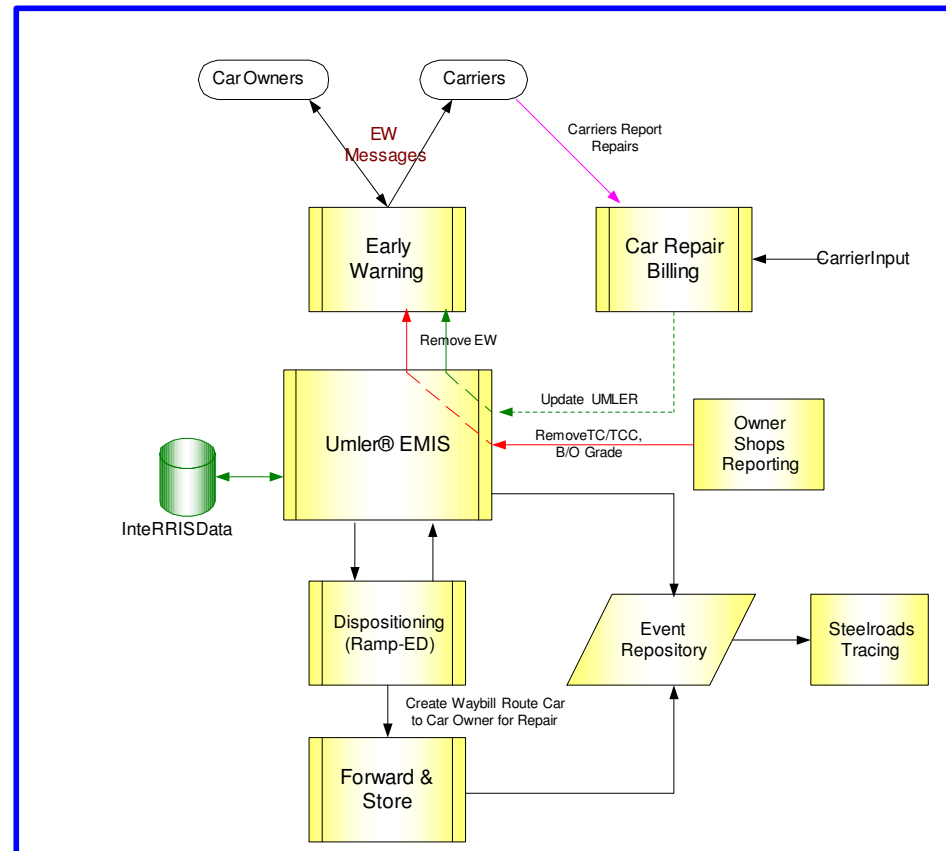 Car Owners
Carriers
EW
Messages
Carriers Report
Repairs
Early
Warning
Car Repair
Billing
CarrierInput
Remove EW
Update UMLER
Umler® EMIS
RemoveTC/TCC,
B/O Grade
Owner
Shops
Reporting
InteRRISData
Dispositioning
(Ramp-ED)
Event
Repository
Steelroads
Tracing
Create Waybill Route Car
to Car Owner for Repair
Forward &
Store